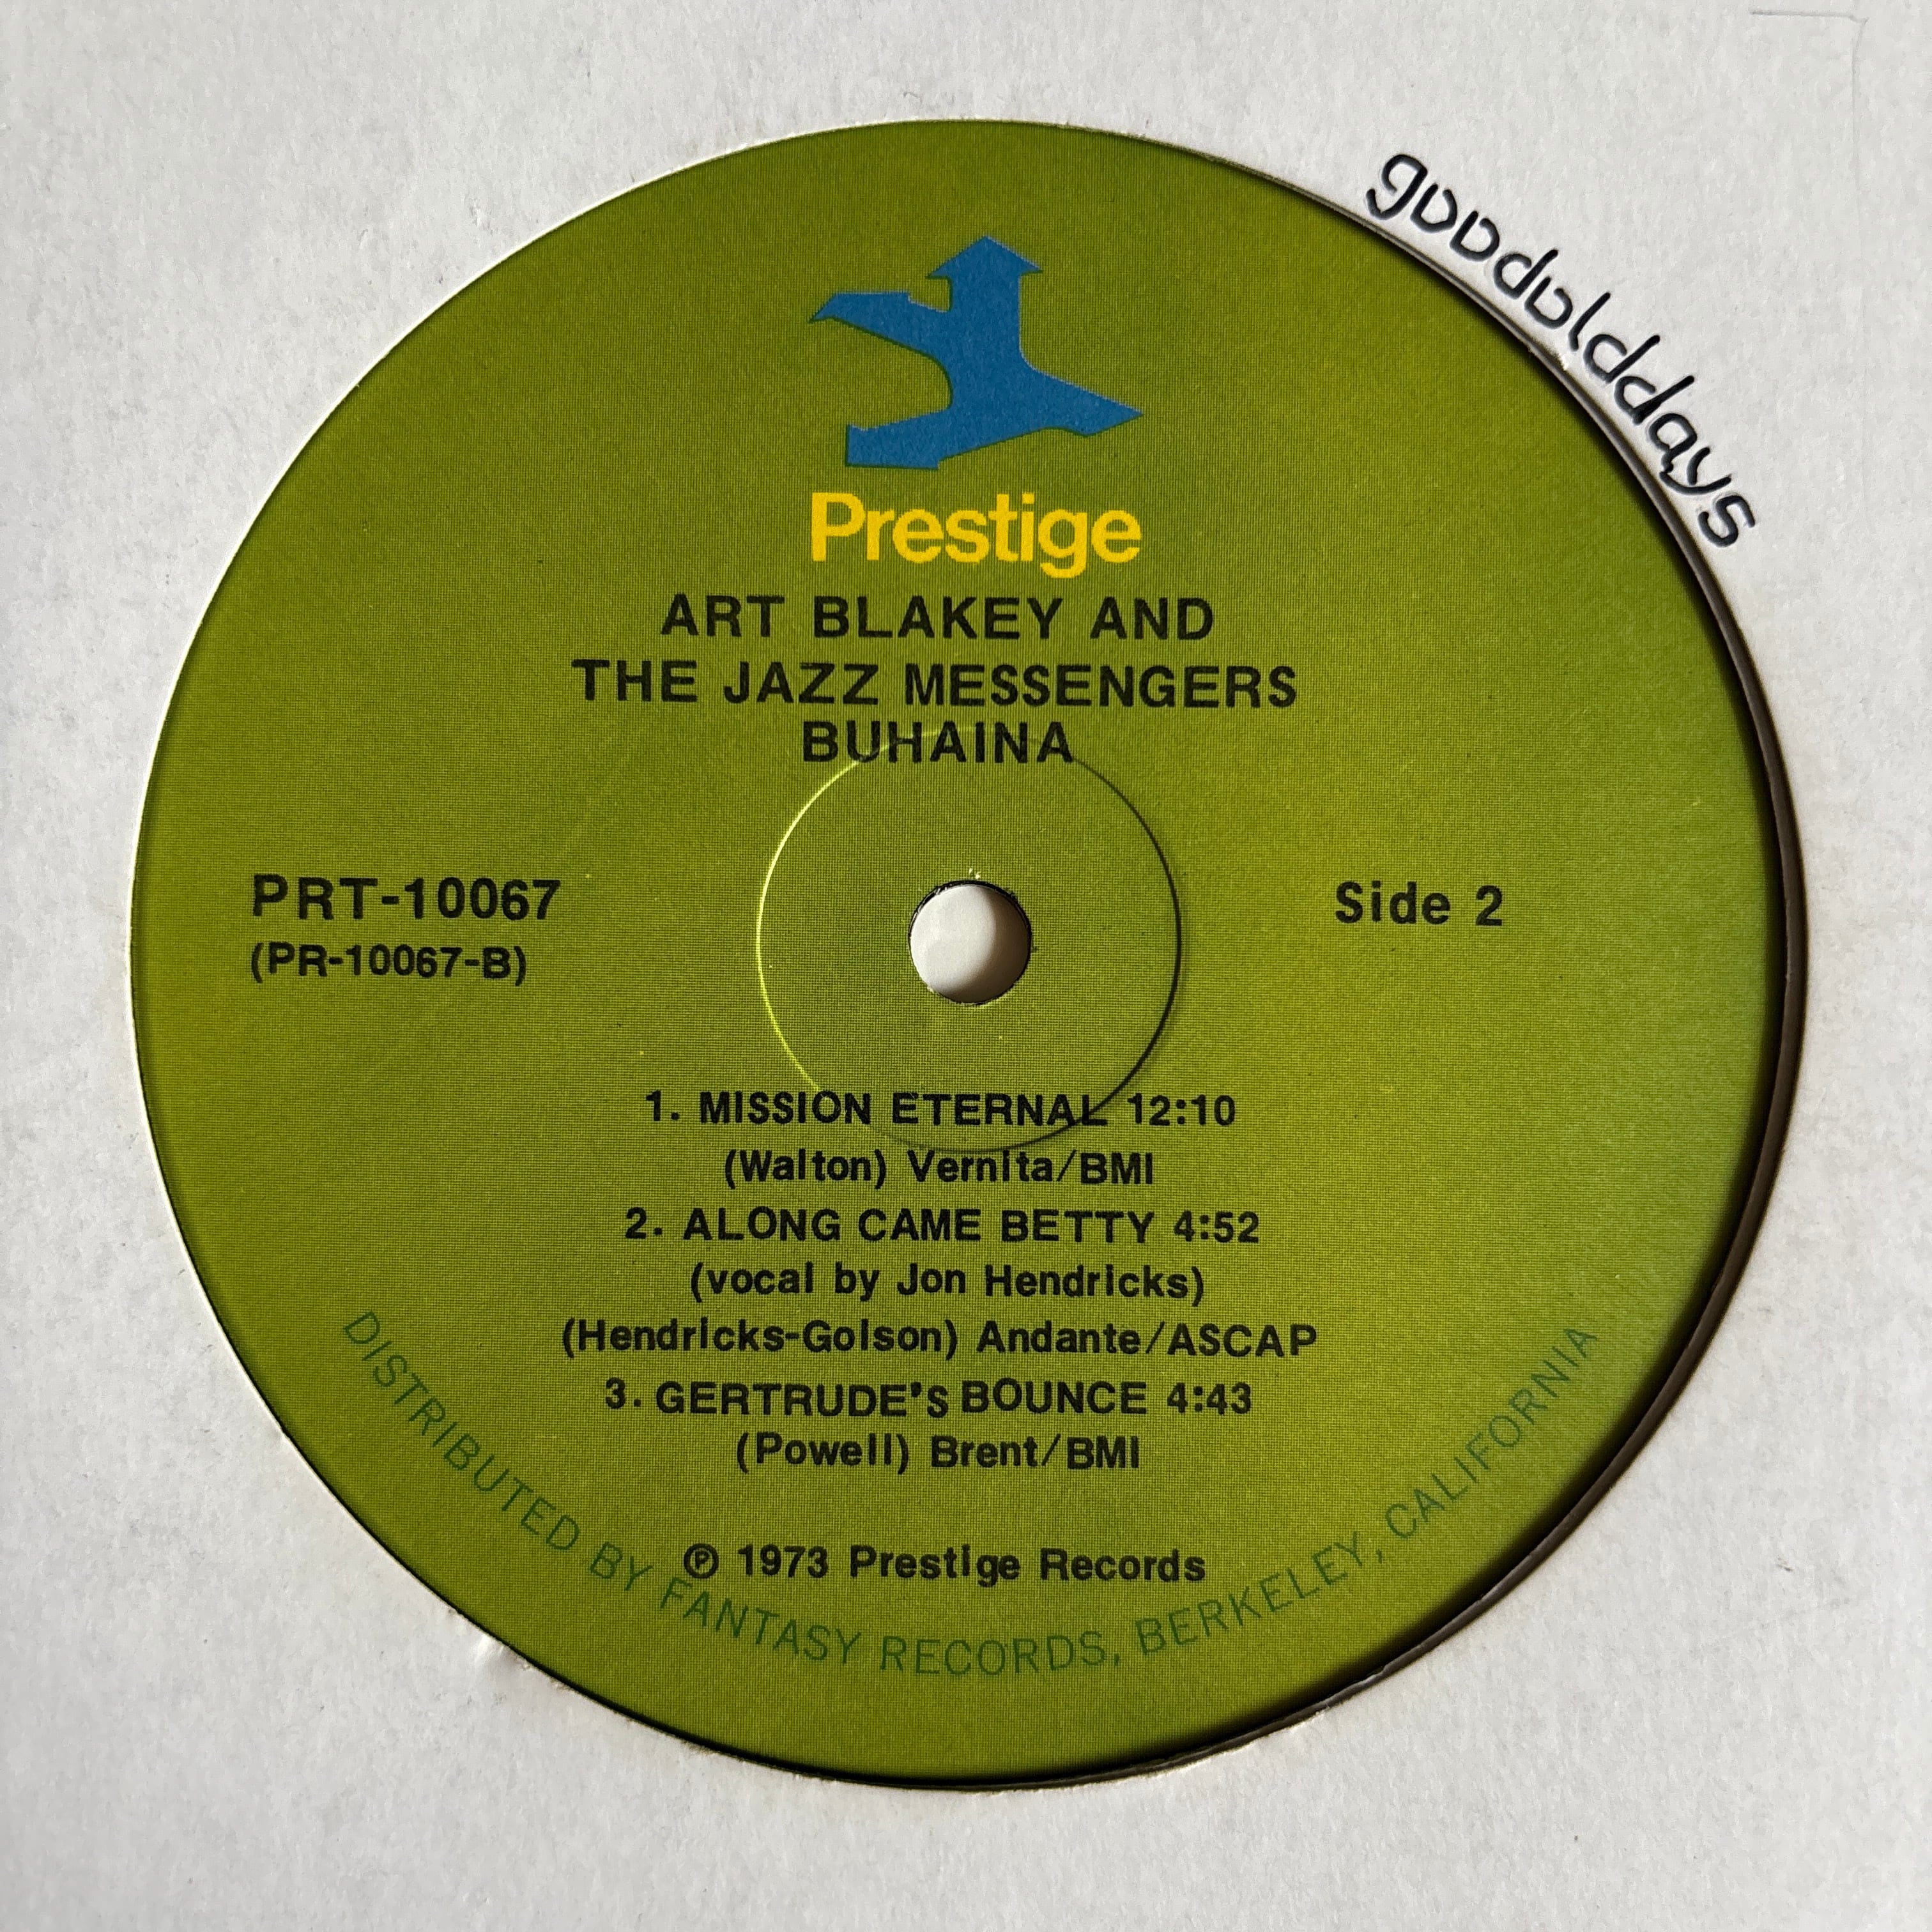 goodolddays
Prestige
ART BLAKEY AND
THE JAZZ MESSENGERS
BUHAINA
PRT-10067
(PR-10067-B)
Side 2
1. MISSION ETERNAL 12:10
(Walton) Vernita/BMI
2. ALONG CAME BETTY 4:52
(vocal by Jon Hendricks)
(Hendricks-Golson) Andante/ASCAP
3. GERTRUDE's BOUNCE 4:43
(Powell) Brent/BMI
℗ 1973 Prestige Records
DISTRIBUTED BY FANTASY RECORDS, BERKELEY, CALIFORNIA